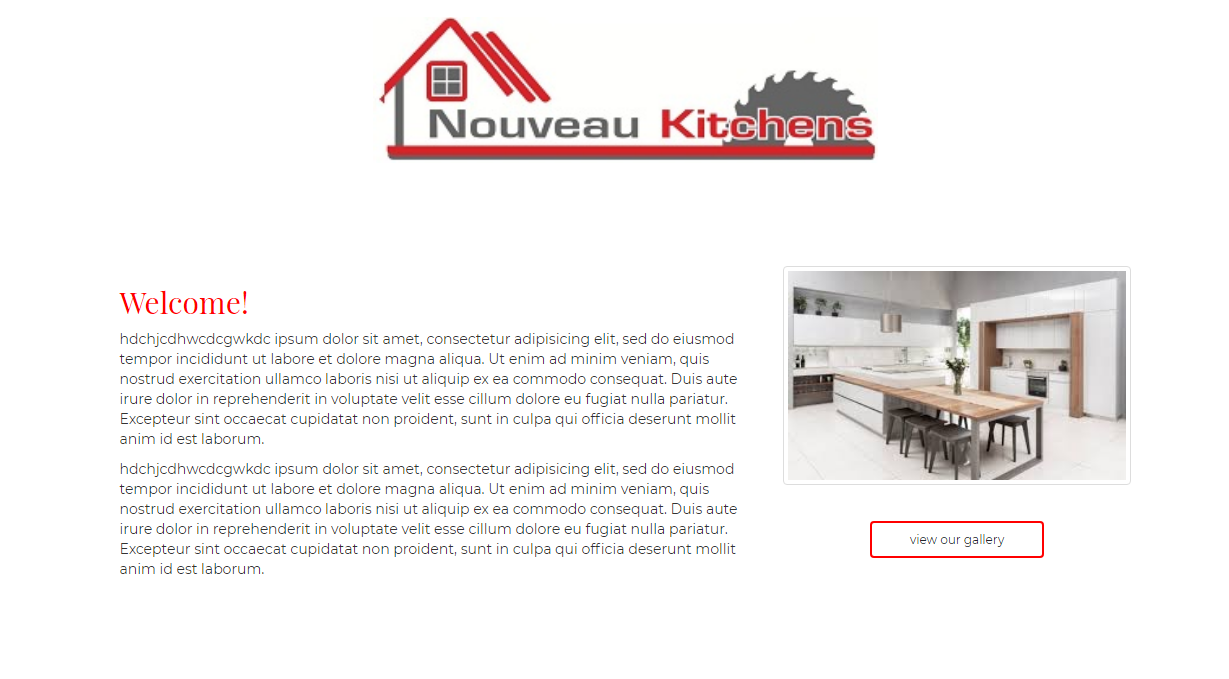 Nouveau Kitchens
Welcome!
hdchjcdhwcdcgwkdc ipsum dolor sit amet, consectetur adipisicing elit, sed do eiusmod
tempor incididunt ut labore et dolore magna aliqua. Ut enim ad minim veniam, quis
nostrud exercitation ullamco laboris nisi ut aliquip ex ea commodo consequat. Duis aute
irure dolor in reprehenderit in voluptate velit esse cillum dolore eu fugiat nulla pariatur.
Excepteur sint occaecat cupidatat non proident, sunt in culpa qui officia deserunt mollit
anim id est laborum.
hdchjcdhwcdcgwkdc ipsum dolor sit amet, consectetur adipisicing elit, sed do eiusmod
tempor incididunt ut labore et dolore magna aliqua. Ut enim ad minim veniam, quis
nostrud exercitation ullamco laboris nisi ut aliquip ex ea commodo consequat. Duis aute
irure dolor in reprehenderit in voluptate velit esse cillum dolore eu fugiat nulla pariatur.
Excepteur sint occaecat cupidatat non proident, sunt in culpa qui officia deserunt mollit
anim id est laborum.
view our gallery